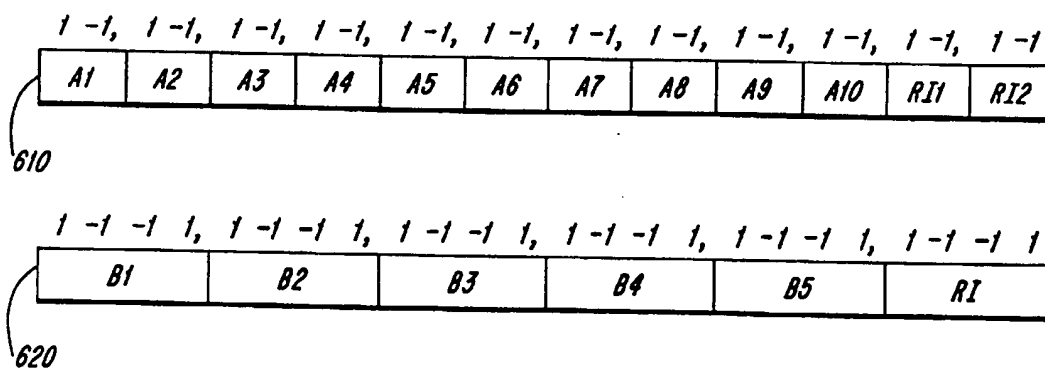 1 -1, 1 -1, 1 -1, 1 -1, 1 -1, 1 -1, 1 -1, 1 -1, 1 -1, 1 -1, 1 -1, 1 -1
A1 A2 A3 A4 A5 A6 A7 A8 A9 A10 RI1 RI2
610
1 -1 -1 1, 1 -1 -1 1, 1 -1 -1 1, 1 -1 -1 1, 1 -1 -1 1, 1 -1 -1 1
B1 B2 B3 B4 B5 RI
620